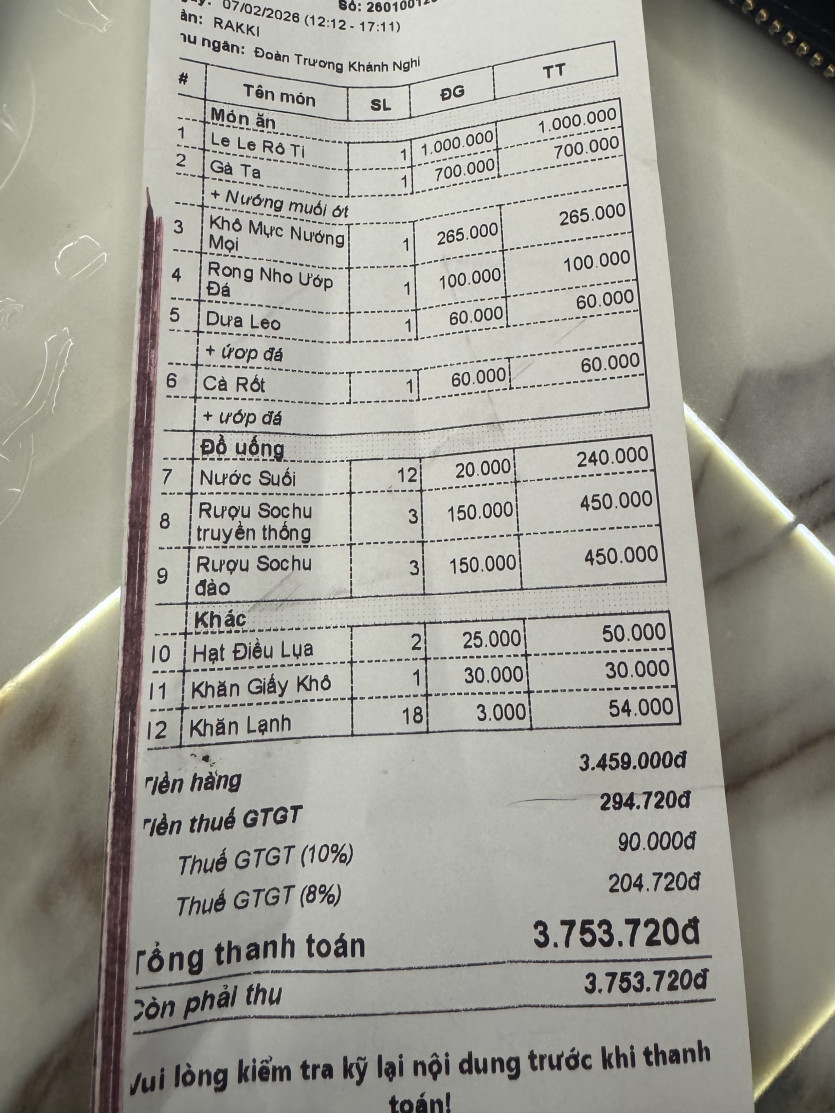 07/02/2026 (12:12 - 17:11)
Số:
àn: RAKKI
ngân: Đoàn Trương Khánh Nghi
# Tên món SL ĐG TT
Món ăn
1 Le Le Rô Ti 1 1.000.000 1.000.000
2 Gà Ta 1 700.000 700.000
+ Nướng muối ớt
3 Khô Mực Nướng 1 265.000 265.000
Mọi
4 Rong Nho Ướp 1 100.000 100.000
Đá
5 Dưa Leo 1 60.000 60.000
+ ướp đá
6 Cà Rốt 1 60.000 60.000
+ ướp đá
Đồ uống
7 Nước Suối 12 20.000 240.000
8 Rượu Sochu 3 150.000 450.000
truyền thống
9 Rượu Sochu 3 150.000 450.000
đào
Khác
10 Hạt Điều Lụa 2 25.000 50.000
11 Khăn Giấy Khô 1 30.000 30.000
12 Khăn Lạnh 18 3.000 54.000
Tiền hàng 3.459.000đ
Tiền thuế GTGT 294.720đ
Thuế GTGT (10%) 90.000đ
Thuế GTGT (8%) 204.720đ
Tổng thanh toán 3.753.720đ
Còn phải thu 3.753.720đ
Vui lòng kiểm tra kỹ lại nội dung trước khi thanh
toán!